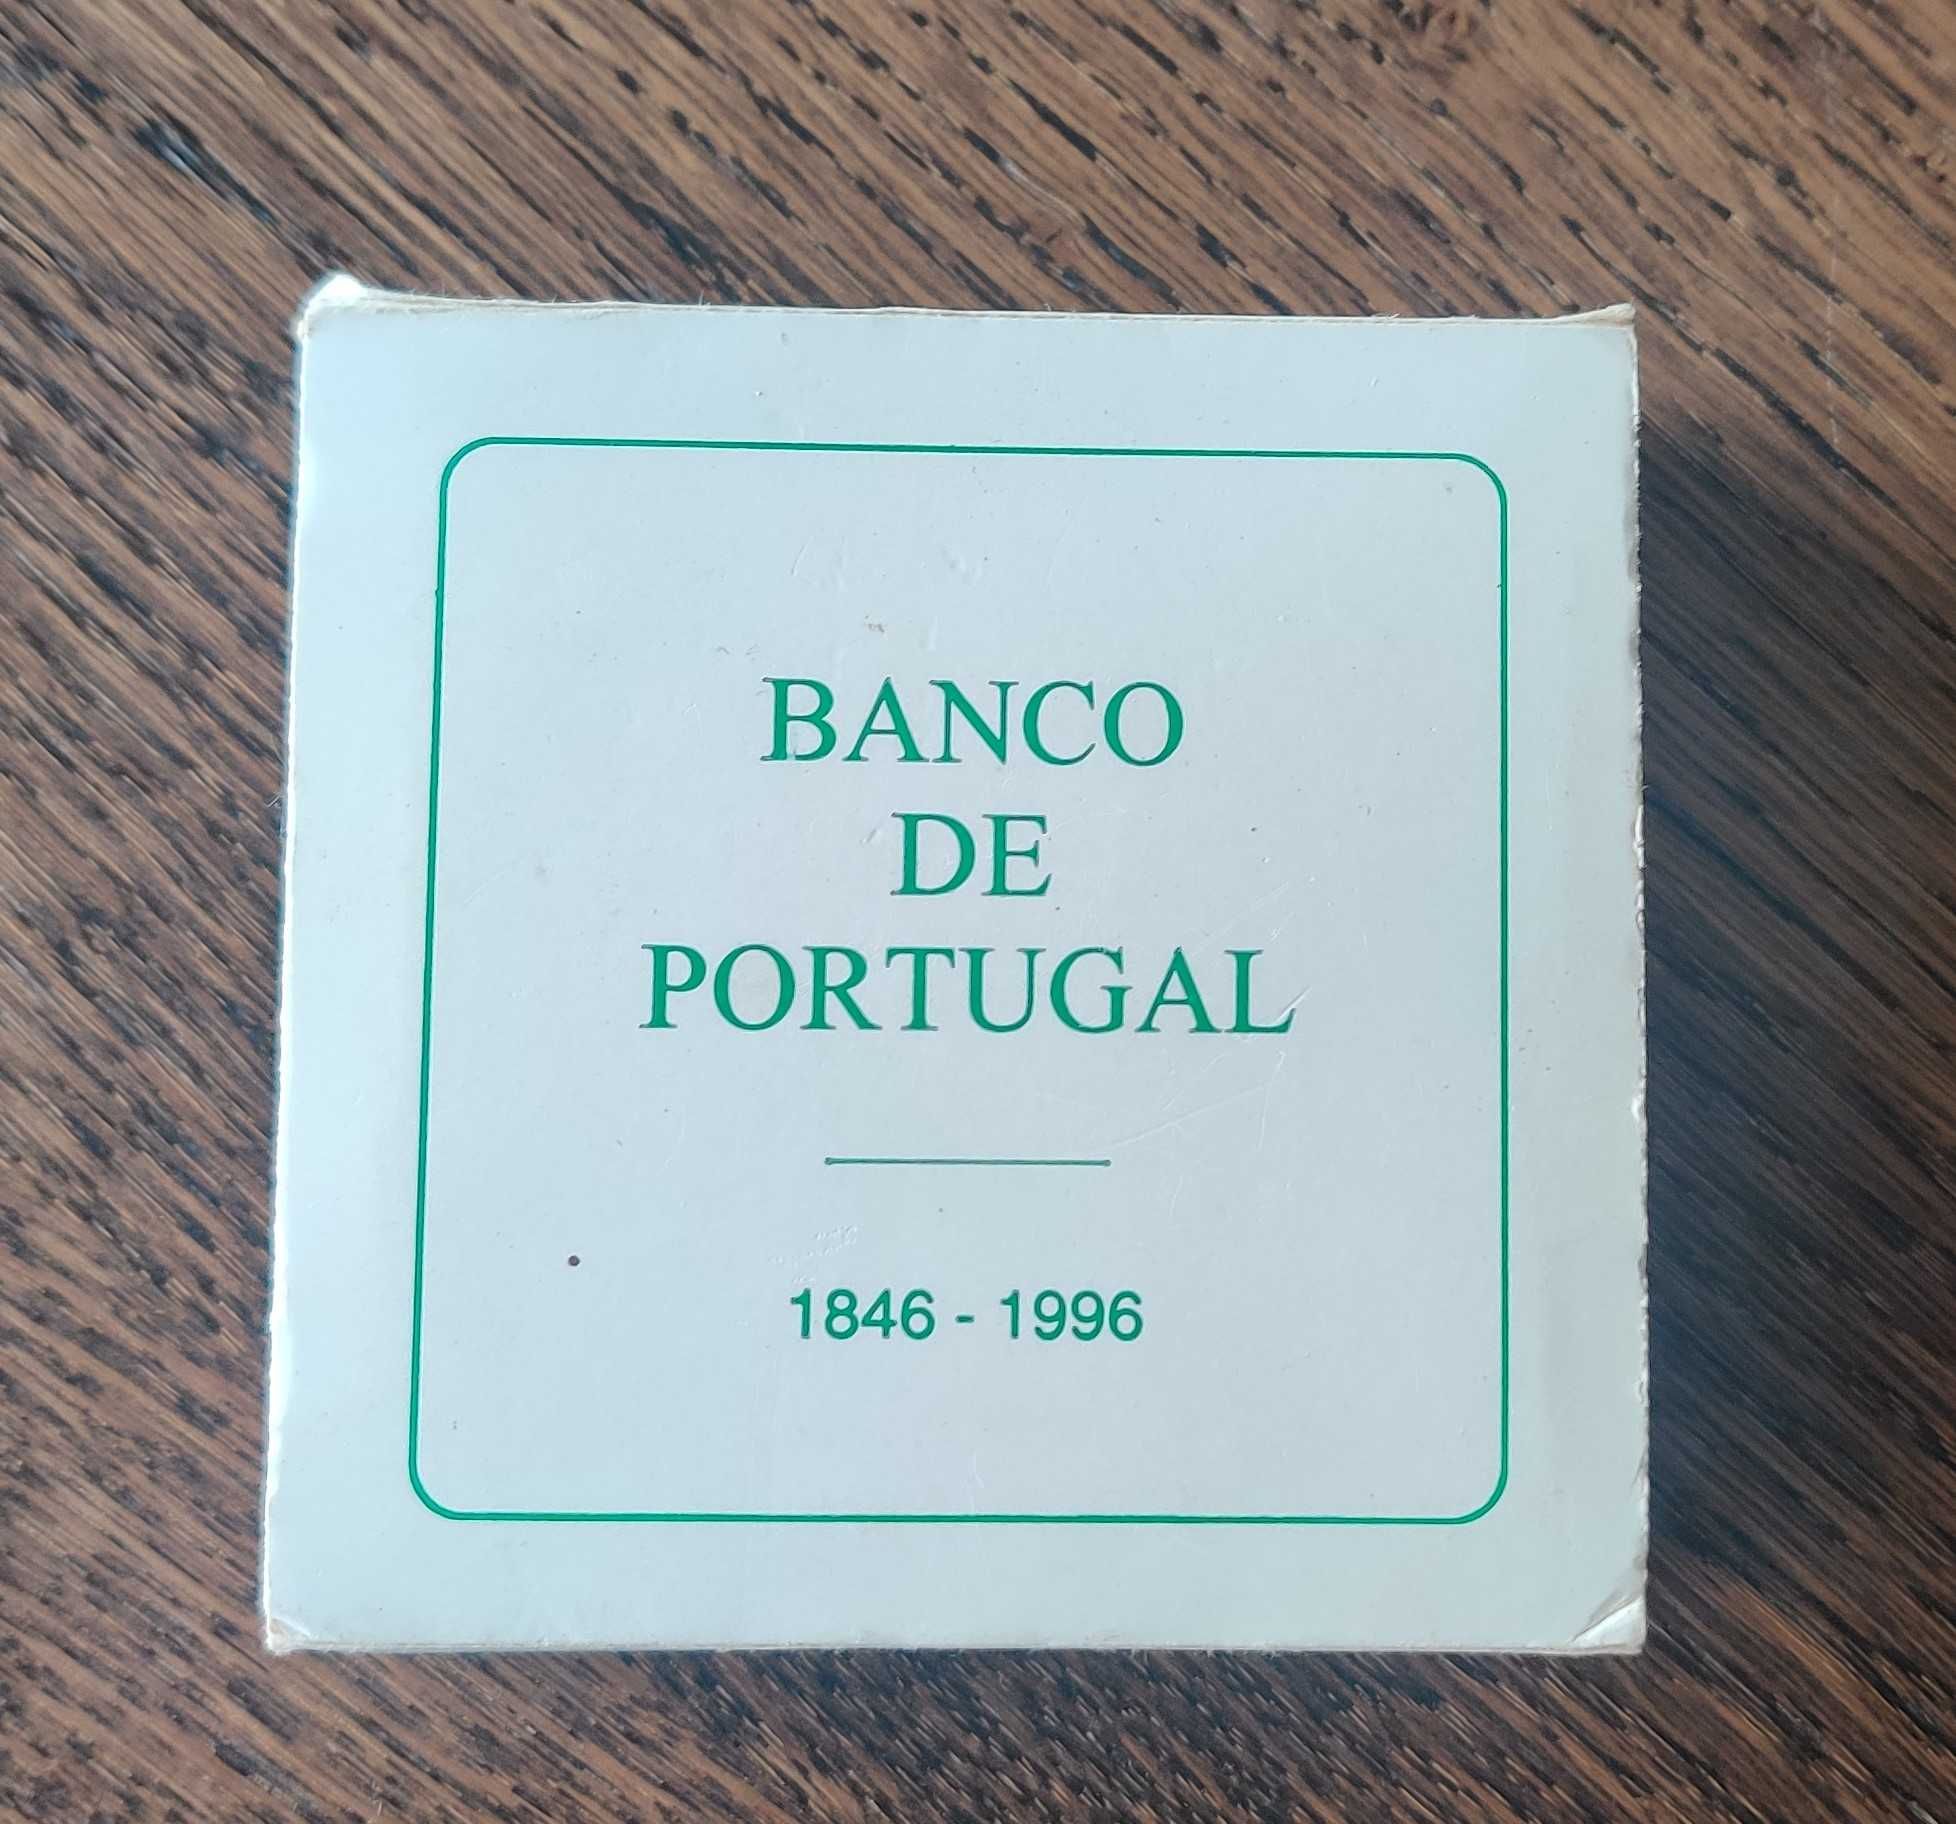 BANCO
DE
PORTUGAL
1846 - 1996